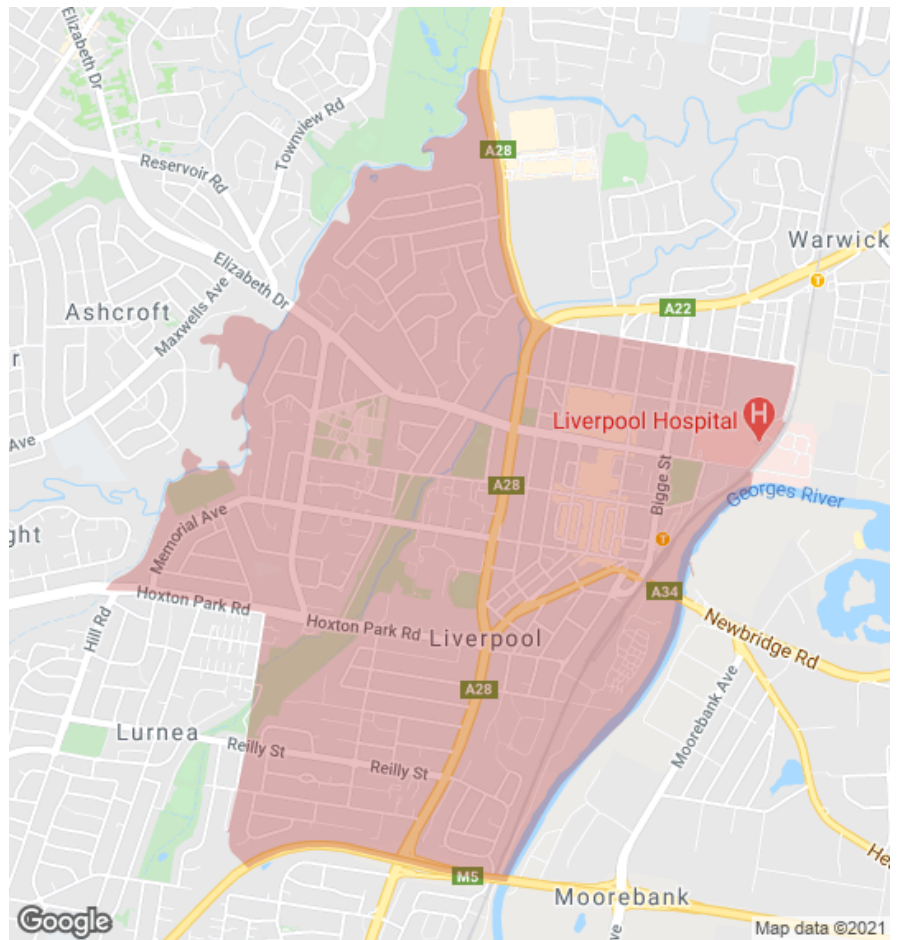 Elizabeth Dr
Townview Rd
A28
Reservoir Rd
Warwick
Elizabeth Dr
Maxwells Ave
Ashcroft
A22
r
Liverpool Hospital
H
Ave
A28
Bigge St
Georges River
Memorial Ave
T
T
ght
A34
Hoxton Park Rd
Hoxton Park Rd
Hill Rd
Liverpool
Newbridge Rd
A28
Moorebank Ave
Lurnea
Reilly St
Reilly St
M5
Hea
Moorebank
ve
Google
Map data ©2021